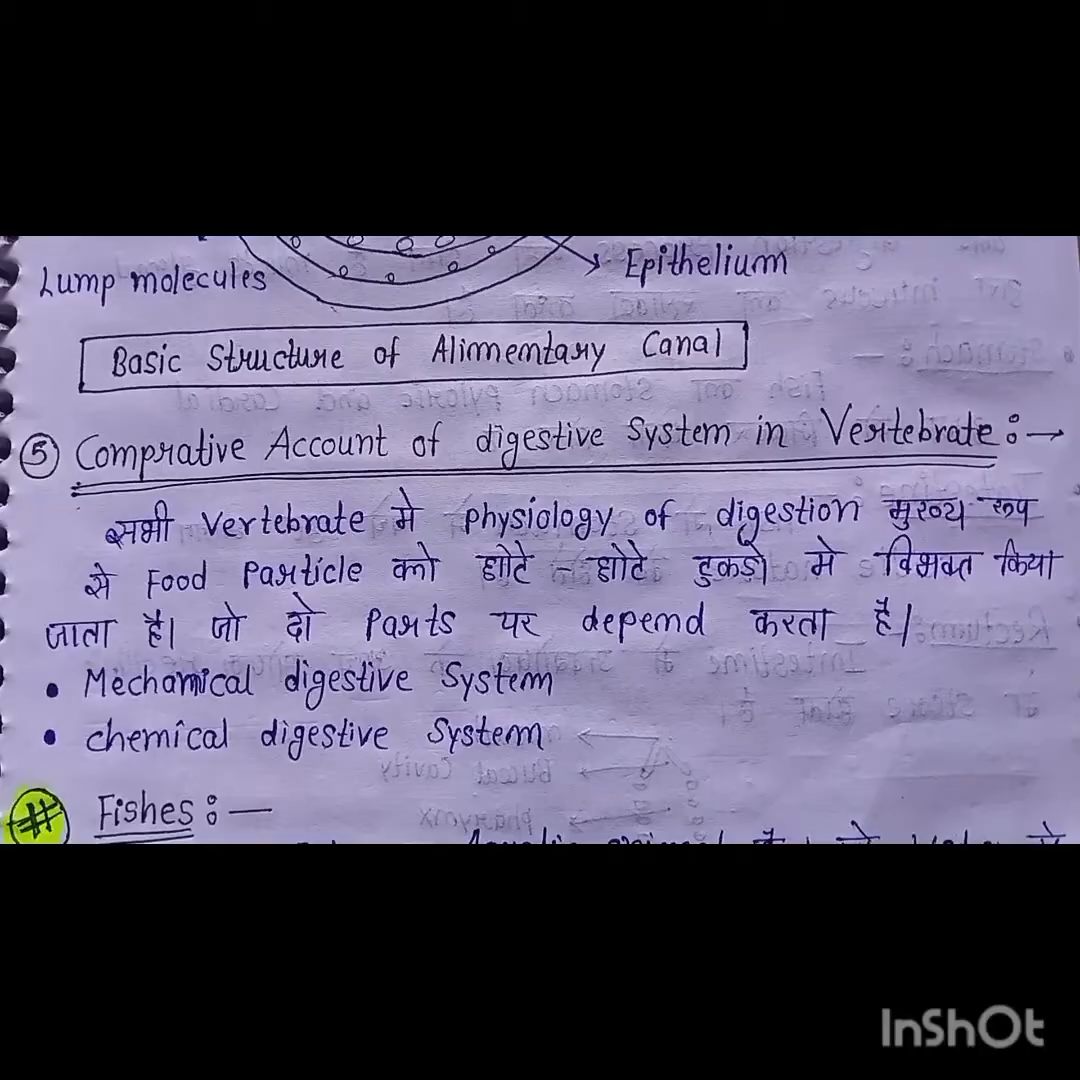 Lump molecules
Epithelium
Basic Structure of Alimentary Canal
⑤ Comprative Account of digestive System in Vertebrate :→
सभी Vertebrate मे physiology of digestion मुख्य रूप
से Food Particle को छोटे - छोटे टुकडो मे विभक्त किया
जाता है। जो दो Parts पर depend करता है।
• Mechanical digestive System
• chemical digestive System
# Fishes :—
InShOt